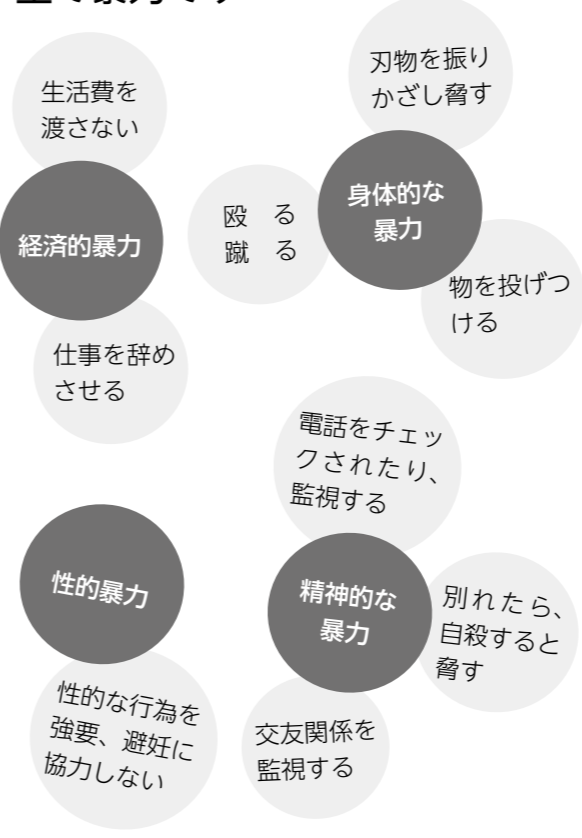 生活費を
渡さない
経済的暴力
仕事を辞め
させる
刃物を振り
かざし脅す
身体的な
暴力
殴　る
蹴　る
物を投げつ
ける
性的暴力
性的な行為を
強要、避妊に
協力しない
電話をチェッ
クされたり、
監視する
精神的な
暴力
別れたら、
自殺すると
脅す
交友関係を
監視する